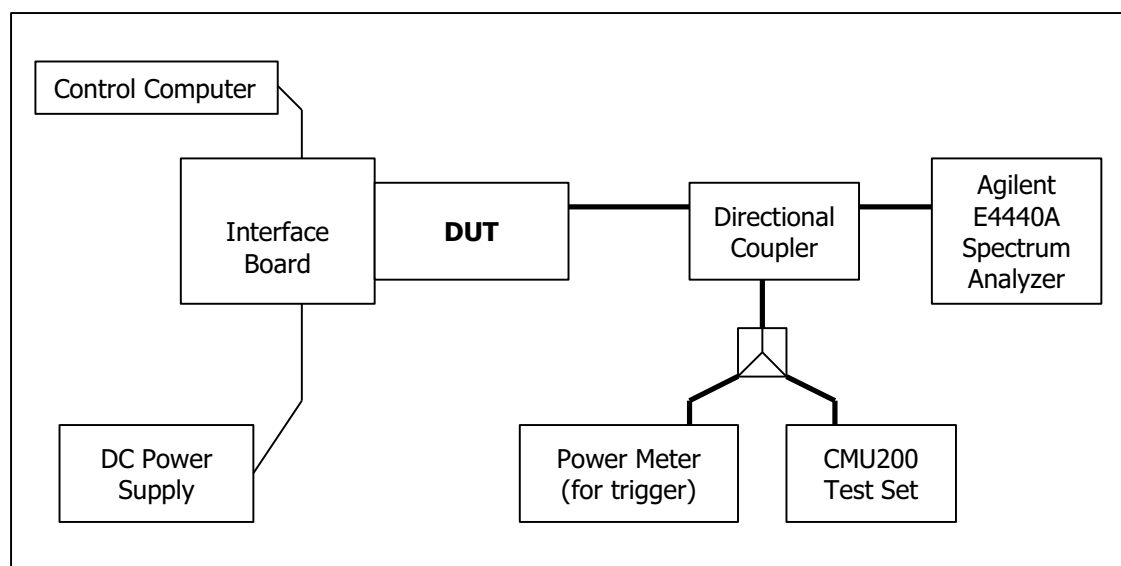 Control Computer
Interface
Board
DUT
Directional
Coupler
Agilent
E4440A
Spectrum
Analyzer
DC Power
Supply
Power Meter
(for trigger)
CMU200
Test Set